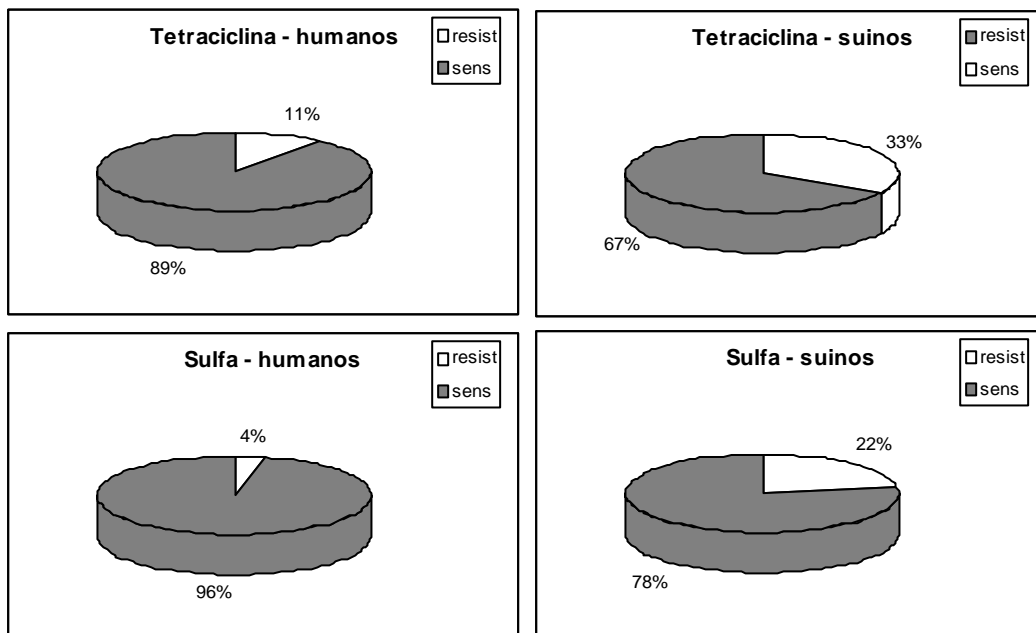 Tetraciclina - humanos
resist
sens
11%
89%
Tetraciclina - suinos
resist
sens
33%
67%
Sulfa - humanos
resist
sens
4%
96%
Sulfa - suinos
resist
sens
22%
78%